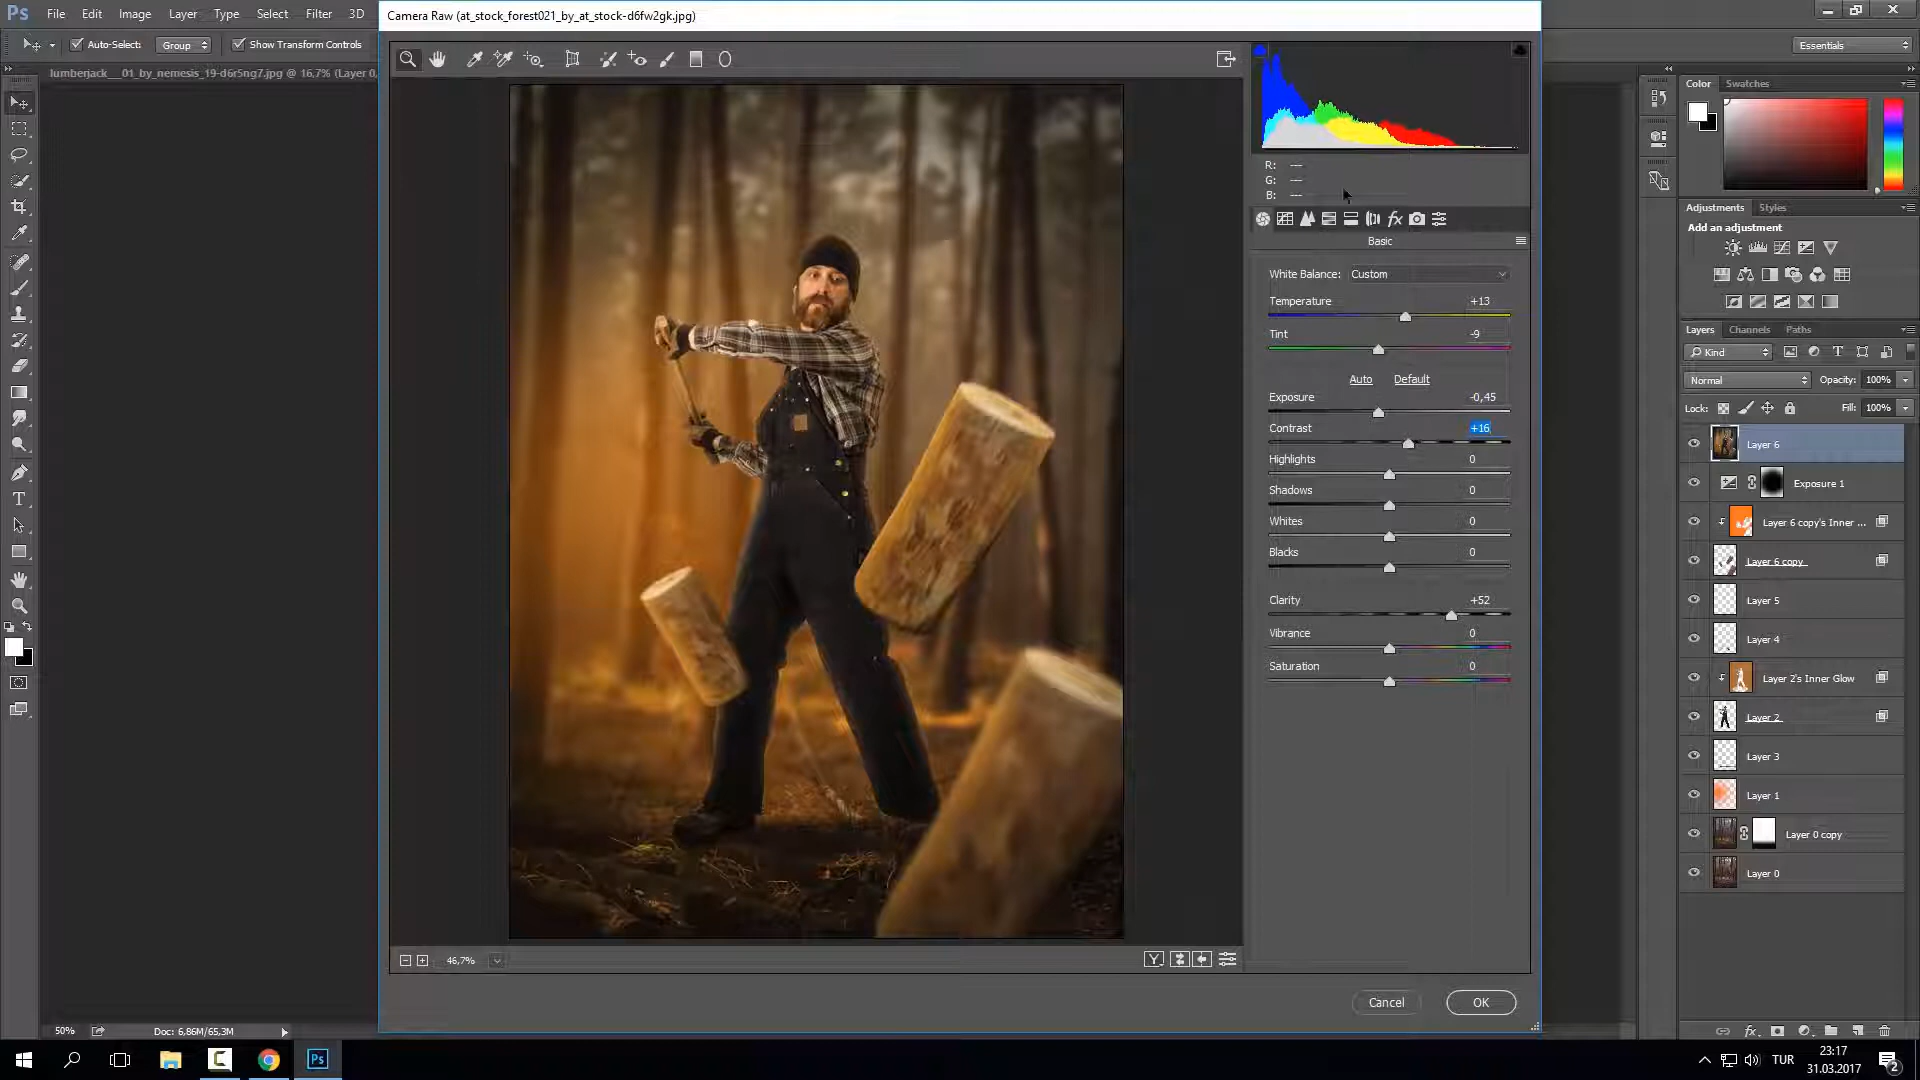 Ps File Edit Image Layer Type Select Filter 3D
Camera Raw (at_stock_forest021_by_at_stock-d6fw2gk.jpg)
Auto-Select: Group Show Transform Controls
Essentials
lumberjack__01_by_nemesis_19-d6r5ng7.jpg @ 16,7% (Layer 0,
R: ---
G: ---
B: ---
Basic
White Balance: Custom
Temperature +13
Tint -9
Auto Default
Exposure -0,45
Contrast +16
Highlights 0
Shadows 0
Whites 0
Blacks 0
Clarity +52
Vibrance 0
Saturation 0
46,7%
Cancel OK
Color Swatches
Adjustments Styles
Add an adjustment
Layers Channels Paths
Kind
Normal Opacity: 100%
Lock: Fill: 100%
Layer 6
Exposure 1
Layer 6 copy's Inner ...
Layer 6 copy
Layer 5
Layer 4
Layer 2's Inner Glow
Layer 2
Layer 3
Layer 1
Layer 0 copy
Layer 0
50% Doc: 6,86M/65,3M
TUR
23:17
31.03.2017
2